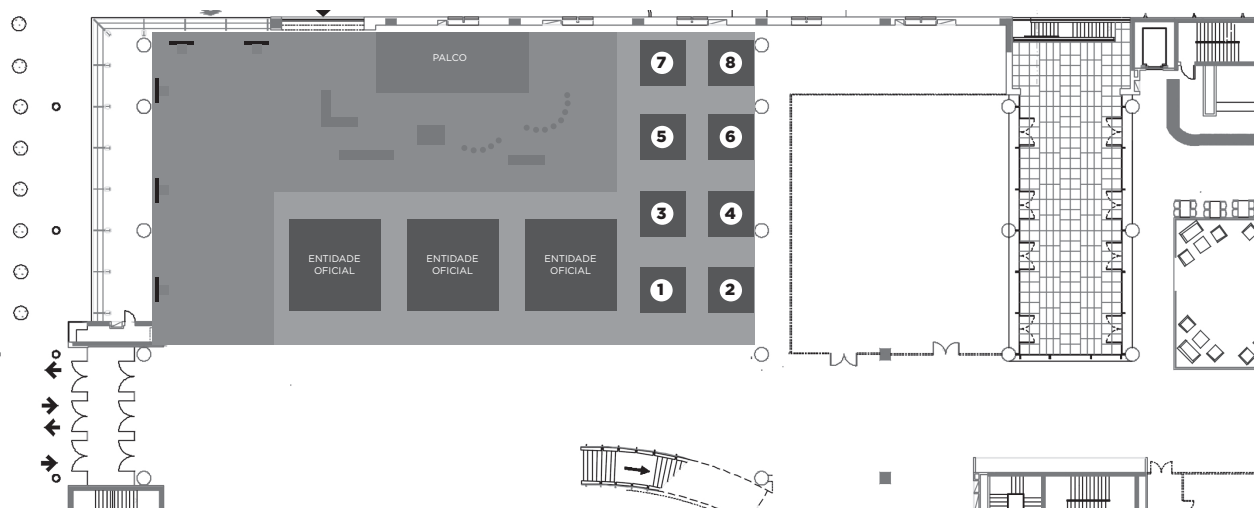 PALCO
7
8
5
6
3
4
ENTIDADE
OFICIAL
ENTIDADE
OFICIAL
ENTIDADE
OFICIAL
1
2